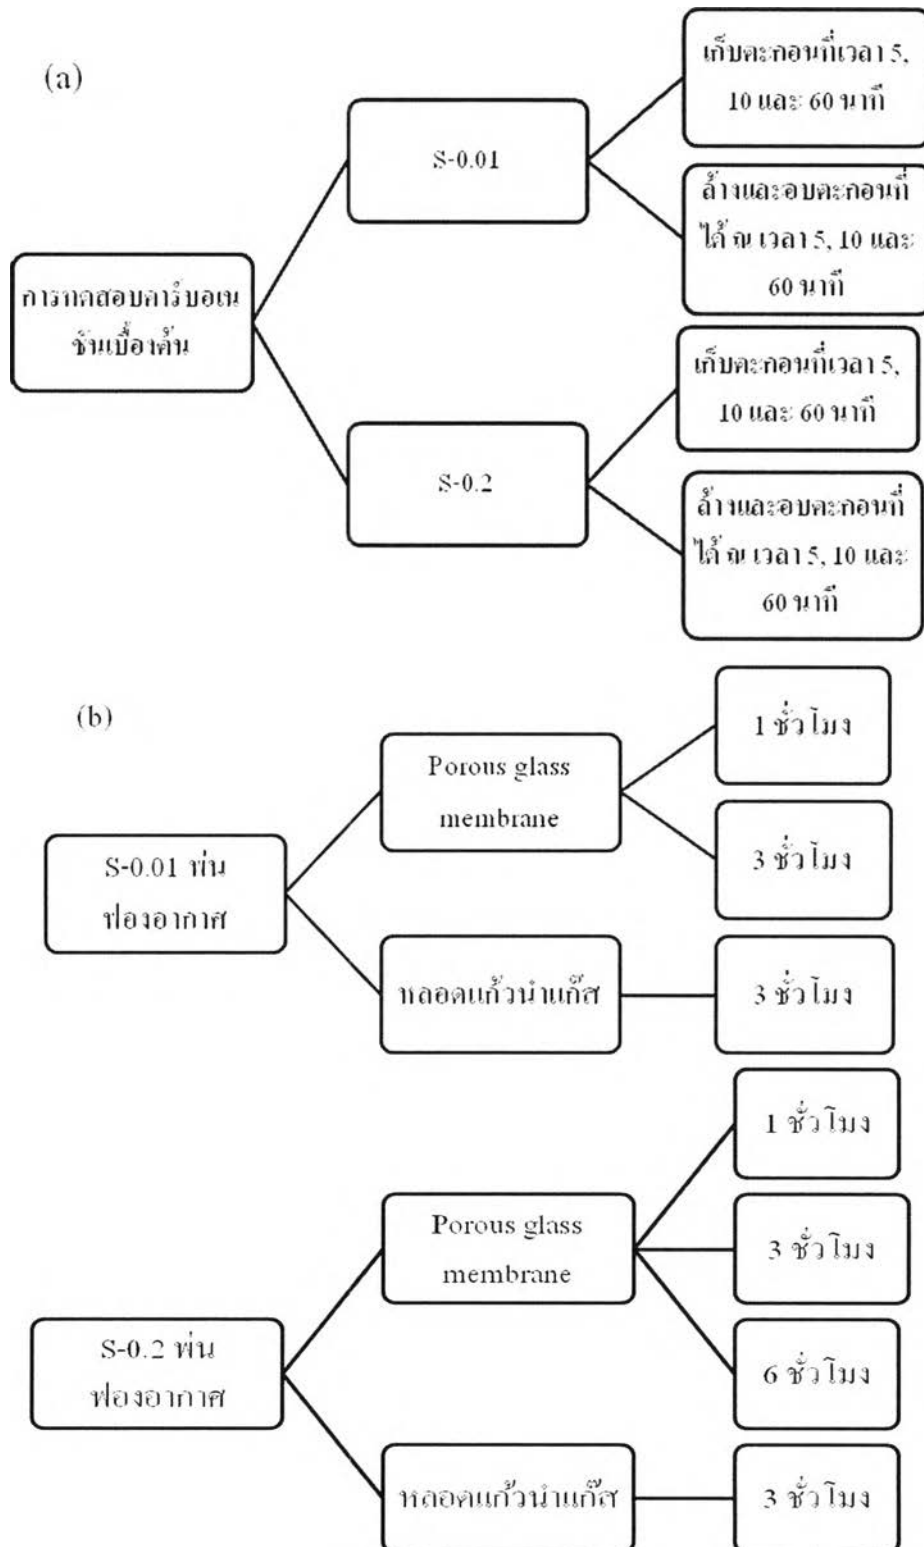 (a)
การทดสอบคาร์บอเน
ชันเบื้องต้น
S-0.01
เก็บตะกอนที่เวลา 5,
10 และ 60 นาที
ล้างและอบตะกอนที่
ได้ ณ เวลา 5, 10 และ
60 นาที
S-0.2
เก็บตะกอนที่เวลา 5,
10 และ 60 นาที
ล้างและอบตะกอนที่
ได้ ณ เวลา 5, 10 และ
60 นาที
(b)
S-0.01 พ่น
ฟองอากาศ
Porous glass
membrane
1 ชั่วโมง
3 ชั่วโมง
หลอดแก้วนำแก๊ส
3 ชั่วโมง
S-0.2 พ่น
ฟองอากาศ
Porous glass
membrane
1 ชั่วโมง
3 ชั่วโมง
6 ชั่วโมง
หลอดแก้วนำแก๊ส
3 ชั่วโมง